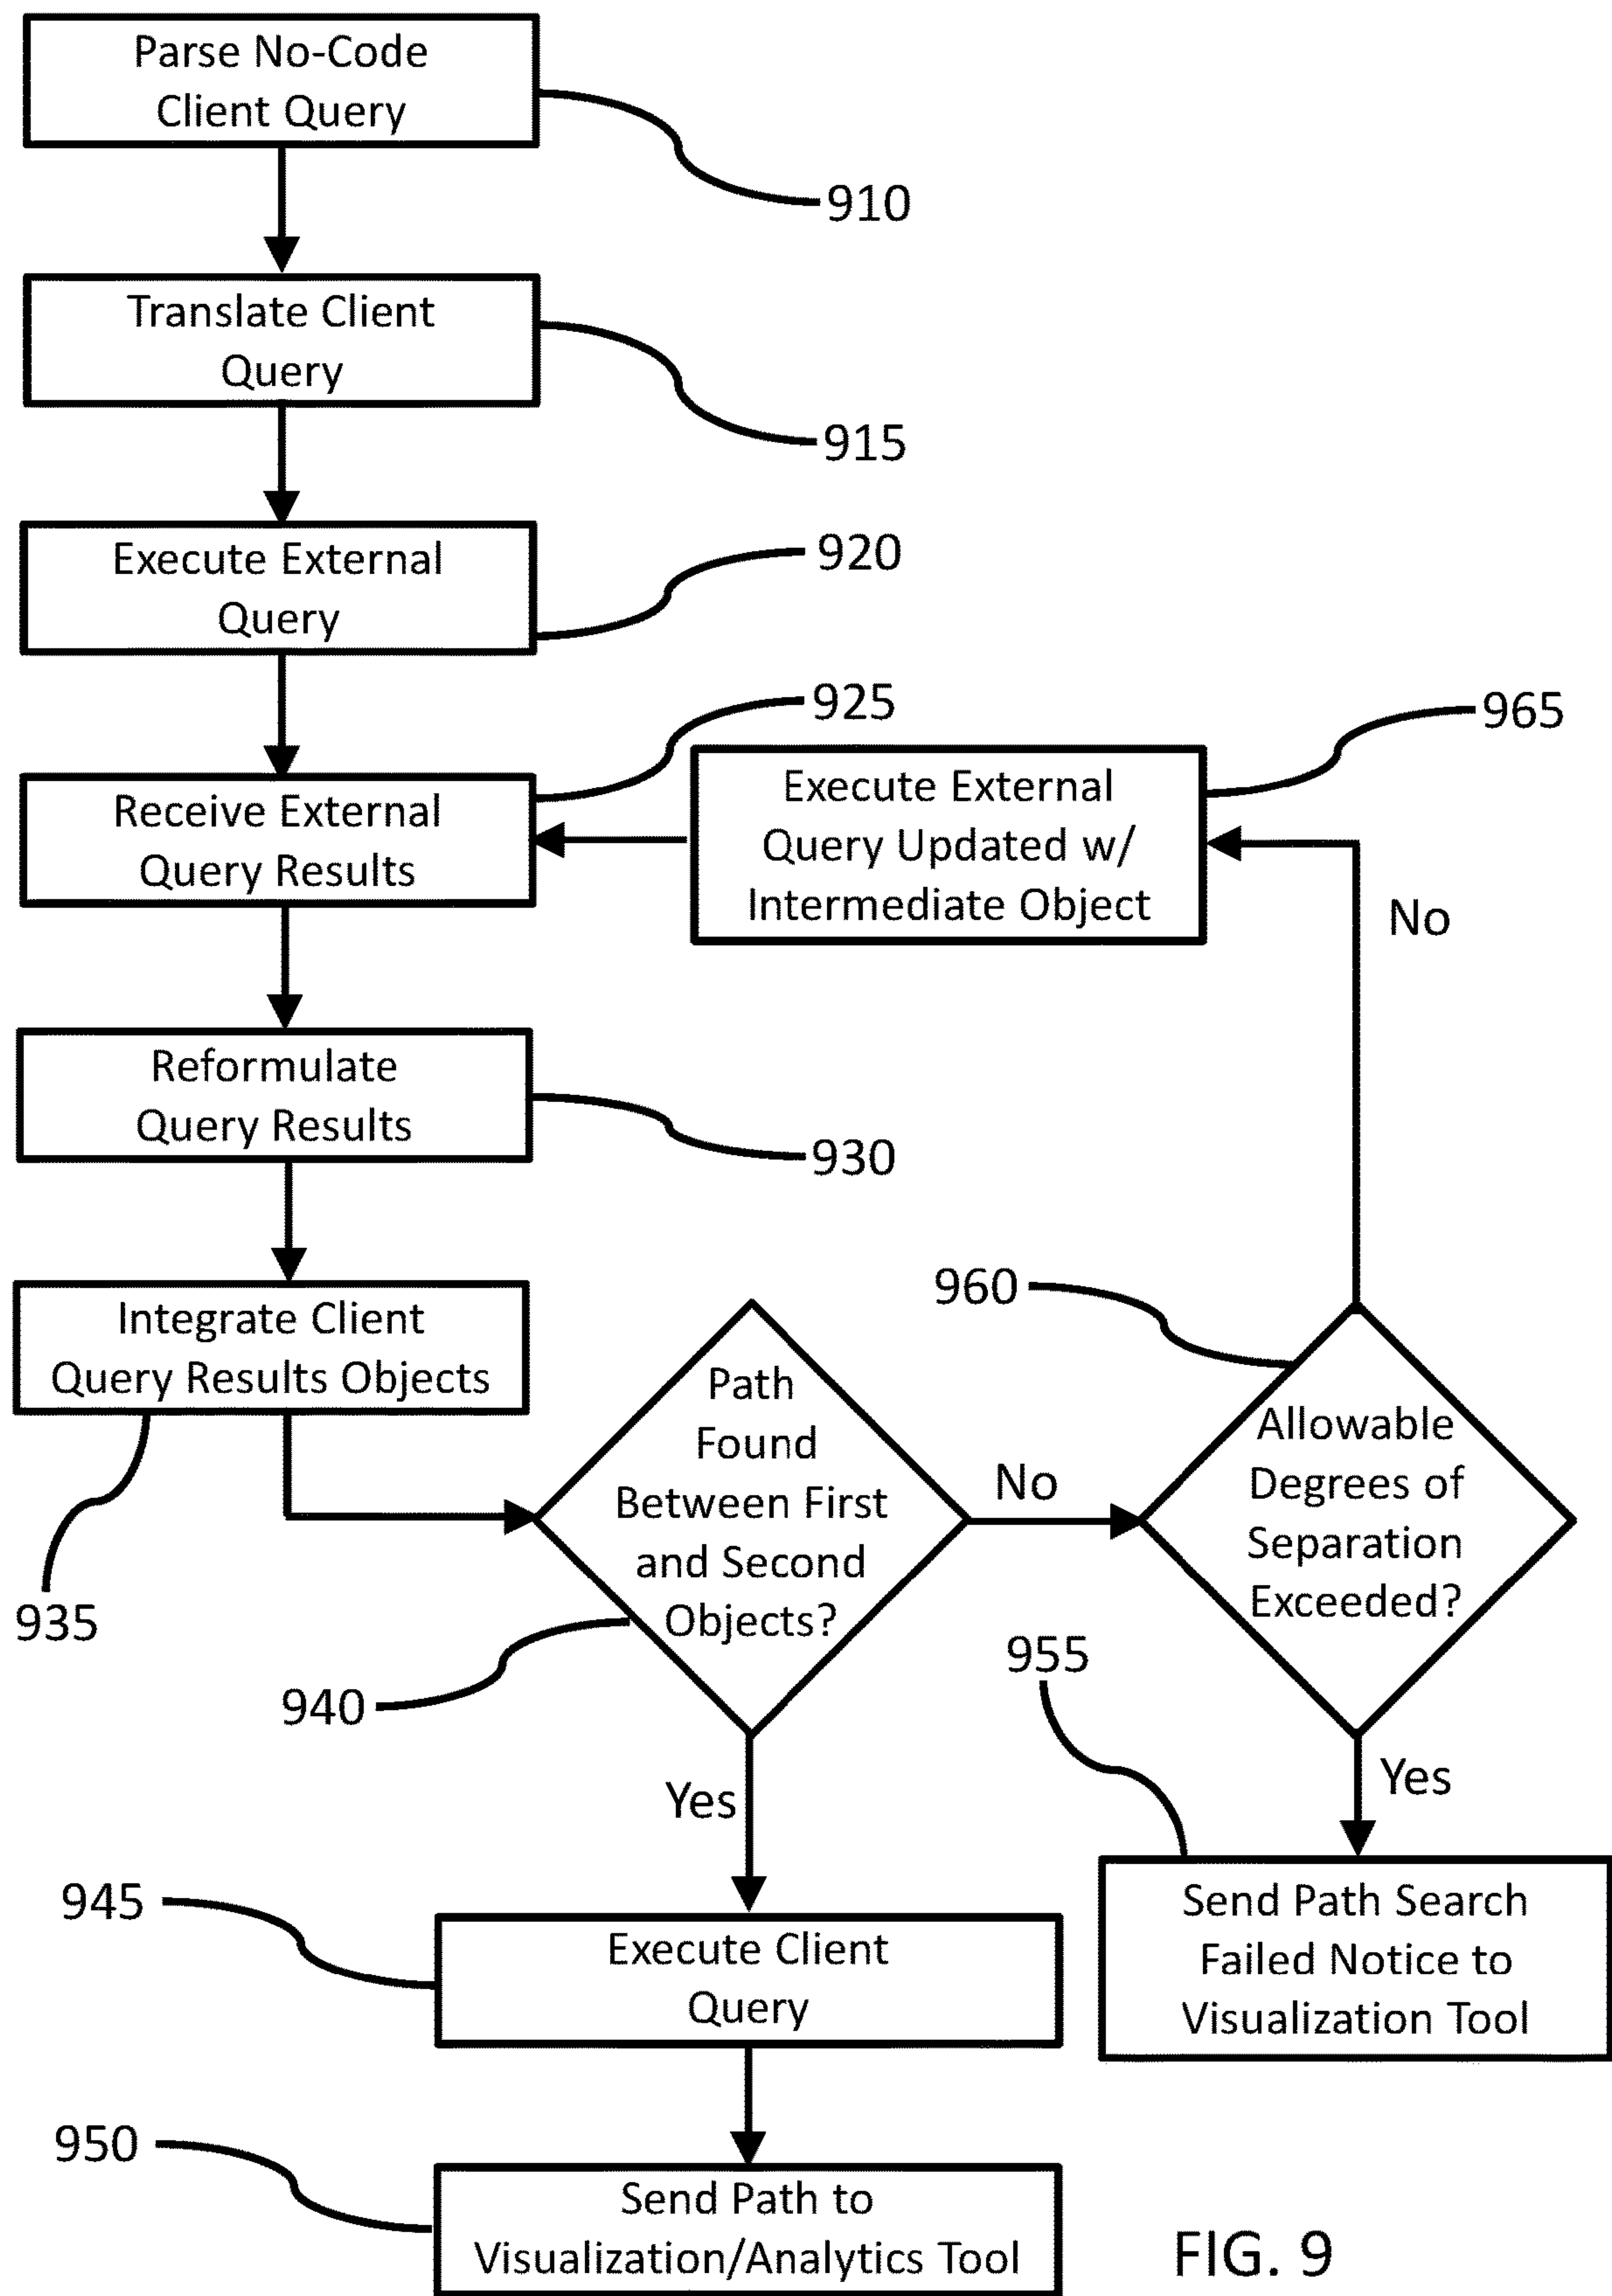 Parse No-Code
Client Query
910
Translate Client
Query
915
Execute External
Query
920
925
Receive External
Query Results
965
Execute External
Query Updated w/
Intermediate Object
No
Reformulate
Query Results
930
Integrate Client
Query Results Objects
935
Path
Found
Between First
and Second
Objects?
940
No
960
Allowable
Degrees of
Separation
Exceeded?
955
Yes
Yes
945
Execute Client
Query
Send Path Search
Failed Notice to
Visualization Tool
950
Send Path to
Visualization/Analytics Tool
FIG. 9